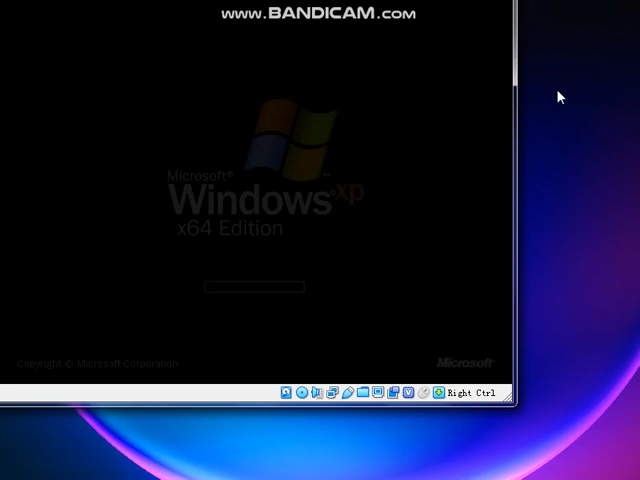 www.BANDICAM.com
Microsoft®
Windows®xp
x64 Edition
Copyright © Microsoft Corporation
Microsoft®
Right Ctrl